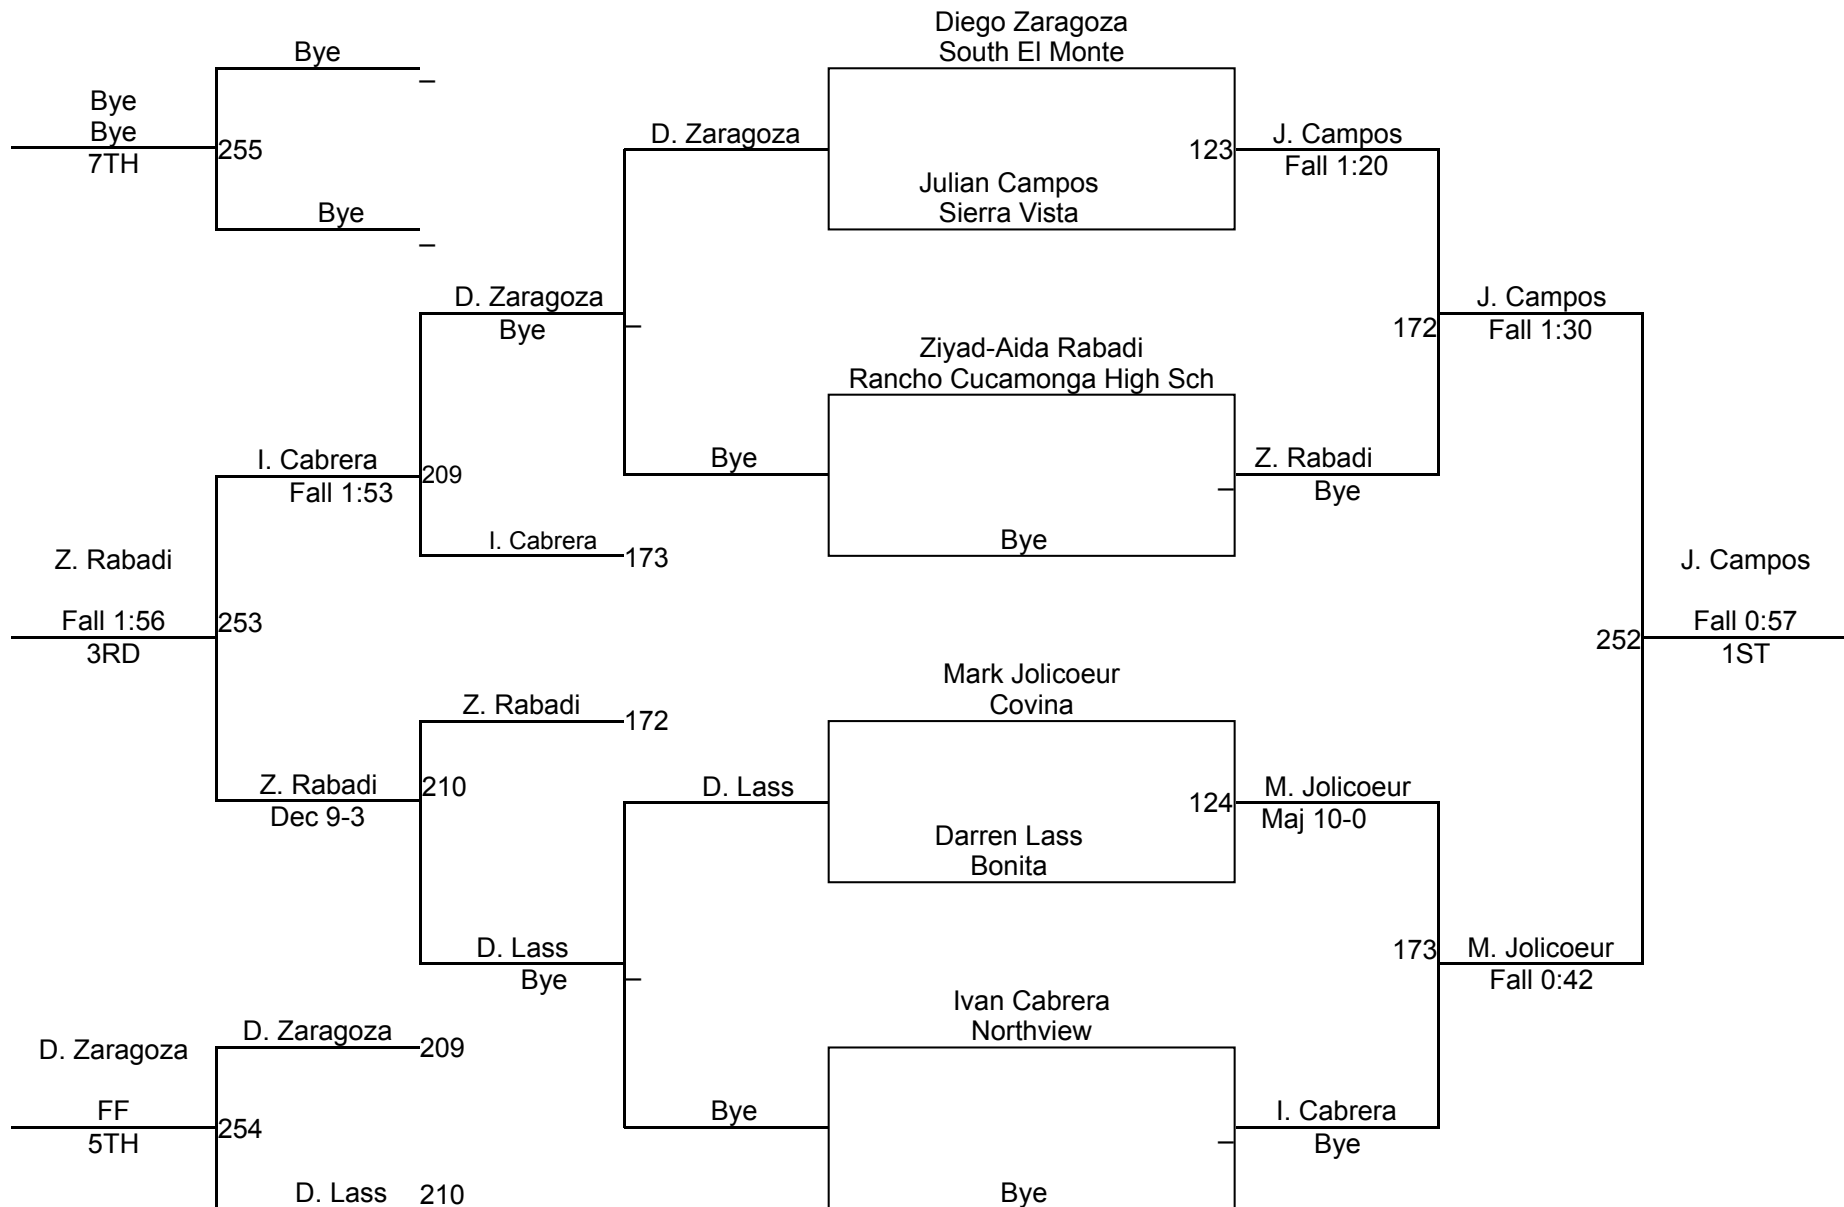 Diego Zaragoza
South El Monte
Bye
_
Bye
Bye
7TH
255
D. Zaragoza
123
J. Campos
Fall 1:20
Julian Campos
Sierra Vista
Bye
_
D. Zaragoza
Bye
_
172
J. Campos
Fall 1:30
Ziyad-Aida Rabadi
Rancho Cucamonga High Sch
I. Cabrera
Fall 1:53
209
Bye
_
Z. Rabadi
Bye
I. Cabrera
173
Bye
Z. Rabadi
Fall 1:56
3RD
253
J. Campos
252
Fall 0:57
1ST
Mark Jolicoeur
Covina
Z. Rabadi
172
Z. Rabadi
Dec 9-3
210
D. Lass
124
M. Jolicoeur
Maj 10-0
Darren Lass
Bonita
D. Lass
Bye
_
173
M. Jolicoeur
Fall 0:42
Ivan Cabrera
Northview
D. Zaragoza
209
D. Zaragoza
FF
5TH
254
Bye
_
I. Cabrera
Bye
D. Lass
210
Bye